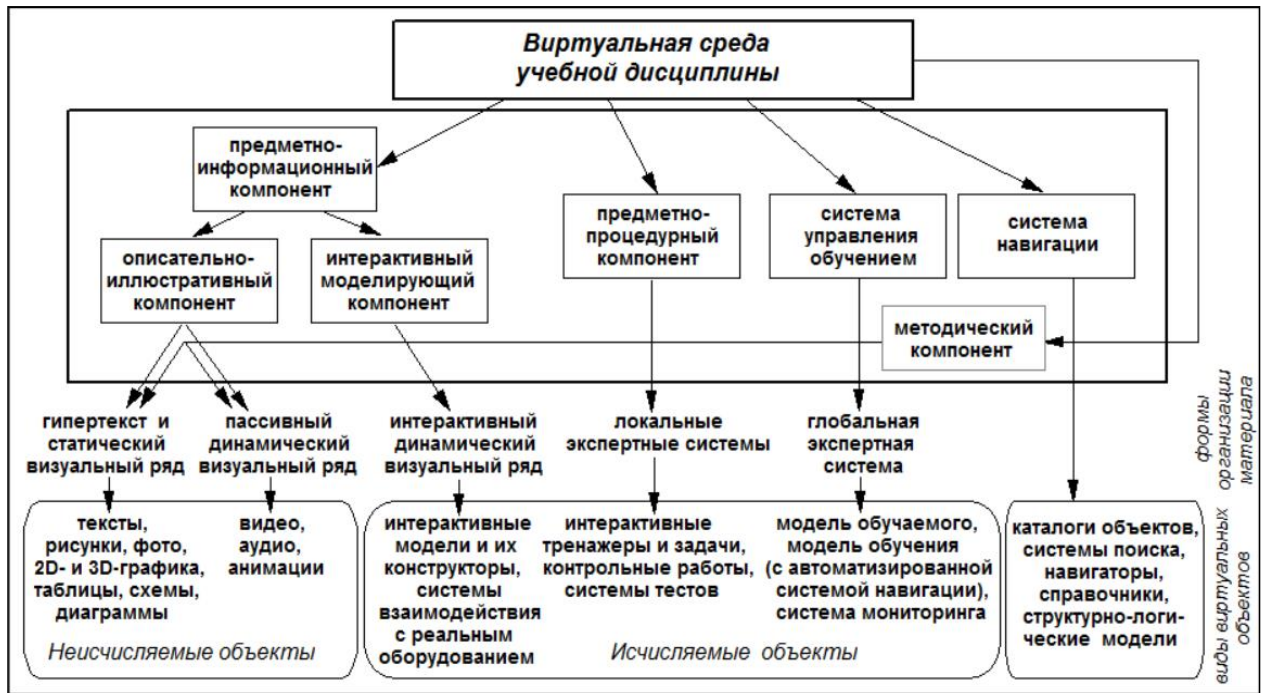 Виртуальная среда
учебной дисциплины
предметно-
информационный
компонент
описательно-
иллюстративный
компонент
интерактивный
моделирующий
компонент
предметно-
процедурный
компонент
система
управления
обучением
система
навигации
методический
компонент
гипертекст и
статический
визуальный ряд
пассивный
динамический
визуальный ряд
интерактивный
динамический
визуальный ряд
локальные
экспертные системы
глобальная
экспертная
система
формы
организации
материала
тексты,
рисунки, фото,
2D- и 3D-графика,
таблицы, схемы,
диаграммы
видео,
аудио,
анимации
Неисчисляемые объекты
интерактивные
модели и их
конструкторы,
системы
взаимодействия
с реальным
оборудованием
интерактивные
тренажеры и задачи,
контрольные работы,
системы тестов
модель обучаемого,
модель обучения
(с автоматизированной
системой навигации),
система мониторинга
Исчисляемые объекты
каталоги объектов,
системы поиска,
навигаторы,
справочники,
структурно-логи-
ческие модели
виды виртуальных
объектов